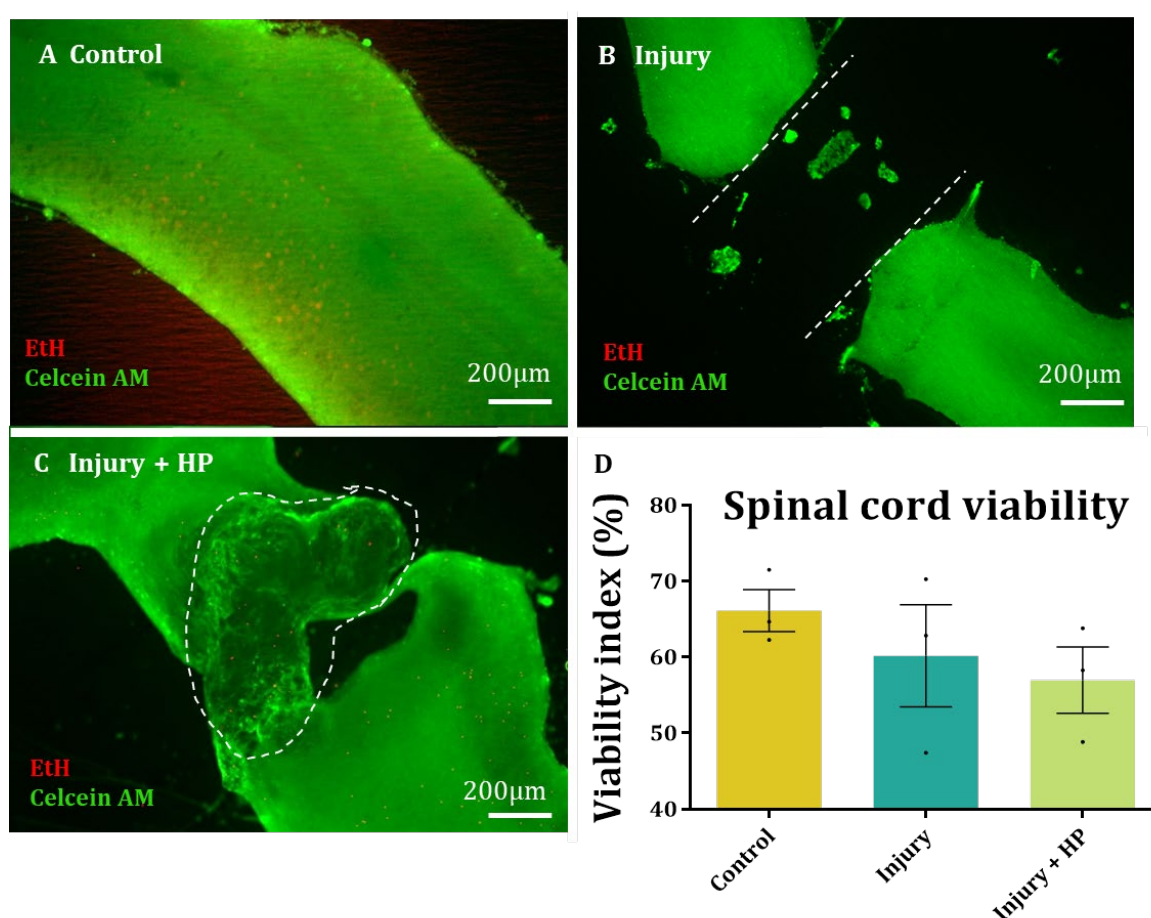 A Control
EtH
Celcein AM
200µm
B Injury
EtH
Celcein AM
200µm
C Injury + HP
EtH
Celcein AM
200µm
D
Spinal cord viability
Viability index (%)
80
70
60
50
40
Control
Injury
Injury + HP